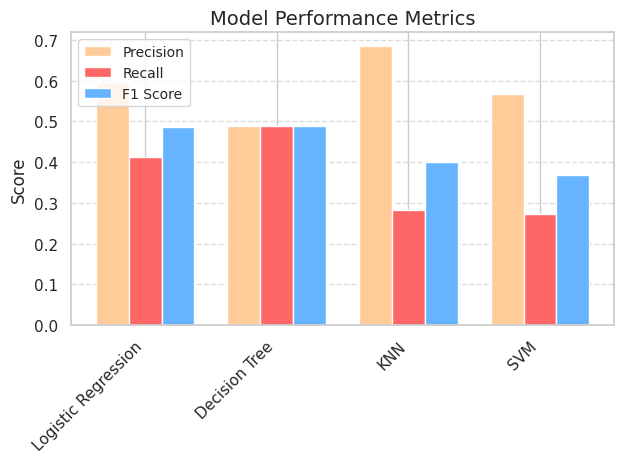 Model Performance Metrics
Precision
Recall
F1 Score
Score
0.7
0.6
0.5
0.4
0.3
0.2
0.1
0.0
Logistic Regression
Decision Tree
KNN
SVM